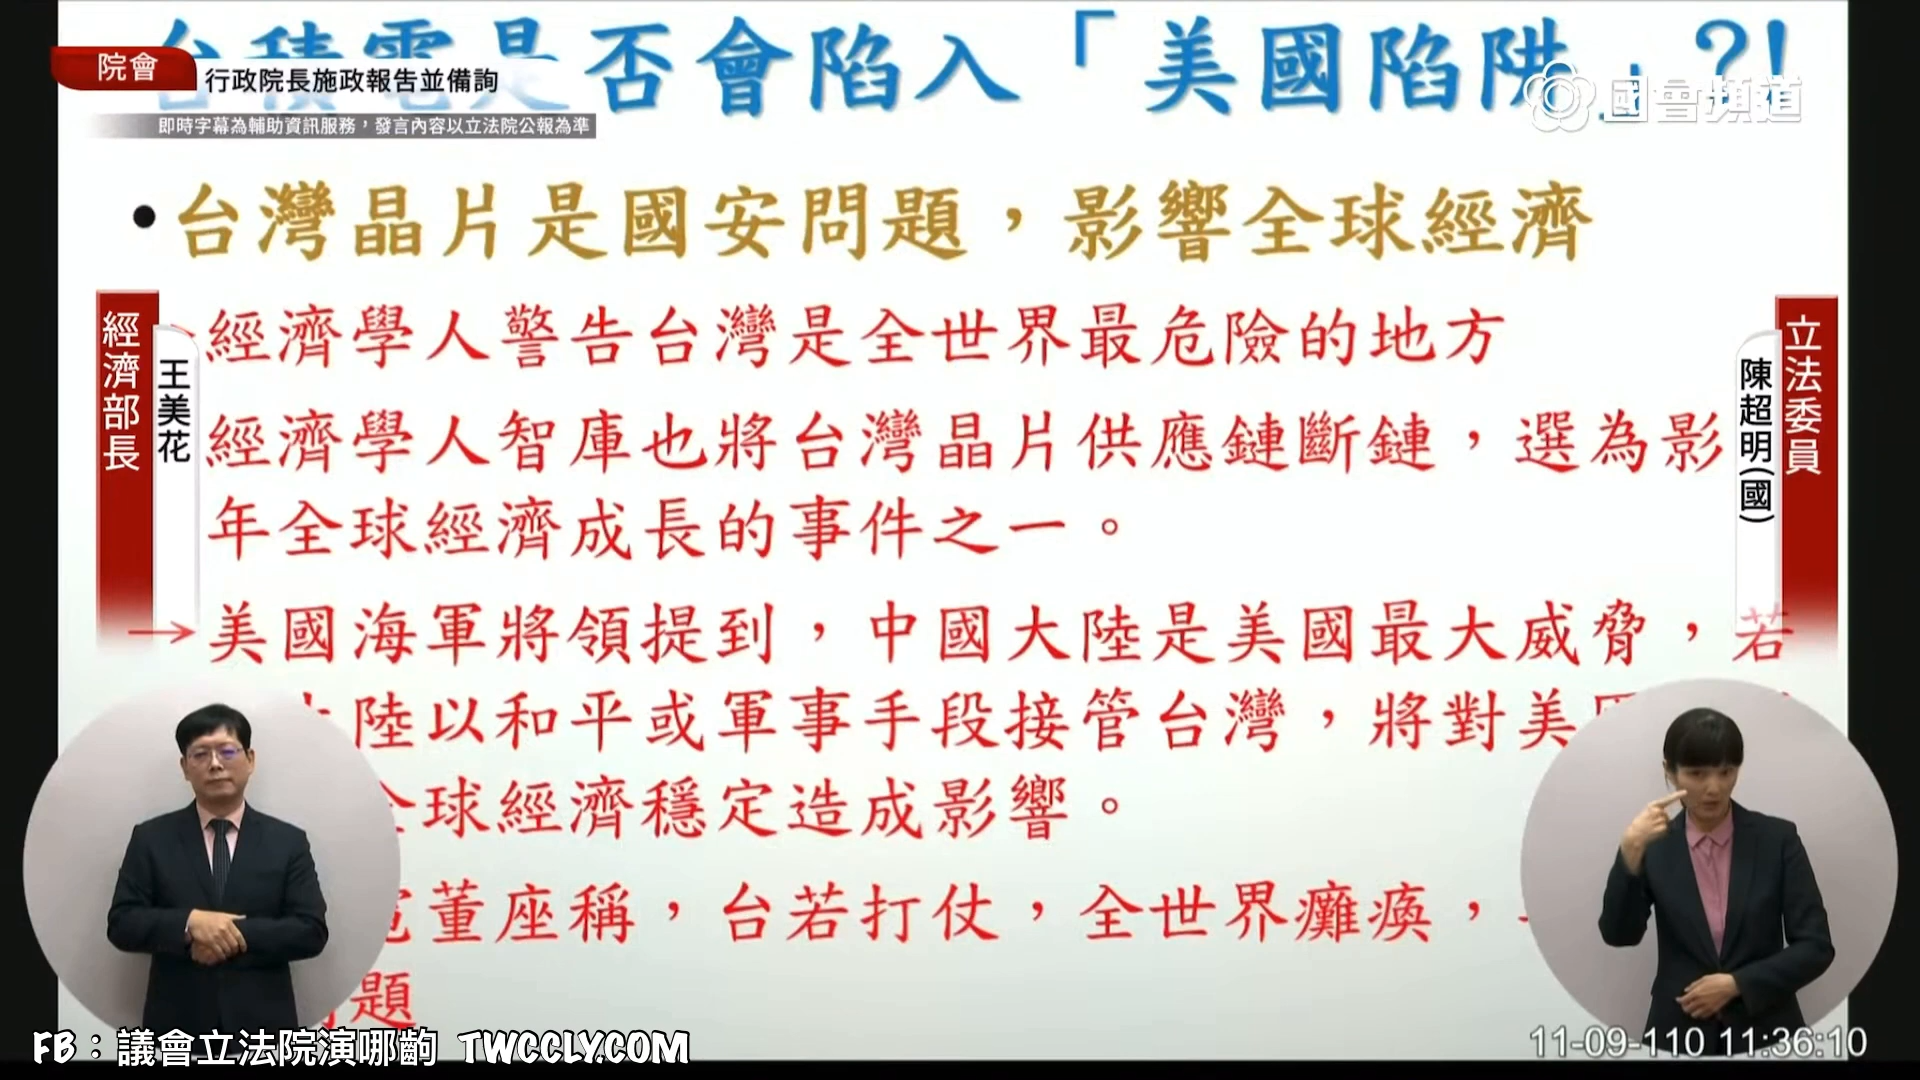 台積電是否會陷入「美國陷阱」?!
院會
行政院長施政報告並備詢
即時字幕為輔助資訊服務，發言內容以立法院公報為準
國會頻道
•台灣晶片是國安問題，影響全球經濟
經濟部長
王美花
立法委員
陳超明(國)
經濟學人警告台灣是全世界最危險的地方
經濟學人智庫也將台灣晶片供應鏈斷鏈，選為影
年全球經濟成長的事件之一。
→美國海軍將領提到，中國大陸是美國最大威脅，若
陸以和平或軍事手段接管台灣，將對美
全球經濟穩定造成影響。
董座稱，台若打仗，全世界癱瘓，
題
FB：議會立法院演哪齣 TWCCLY.COM
11-09-110 11:36:10